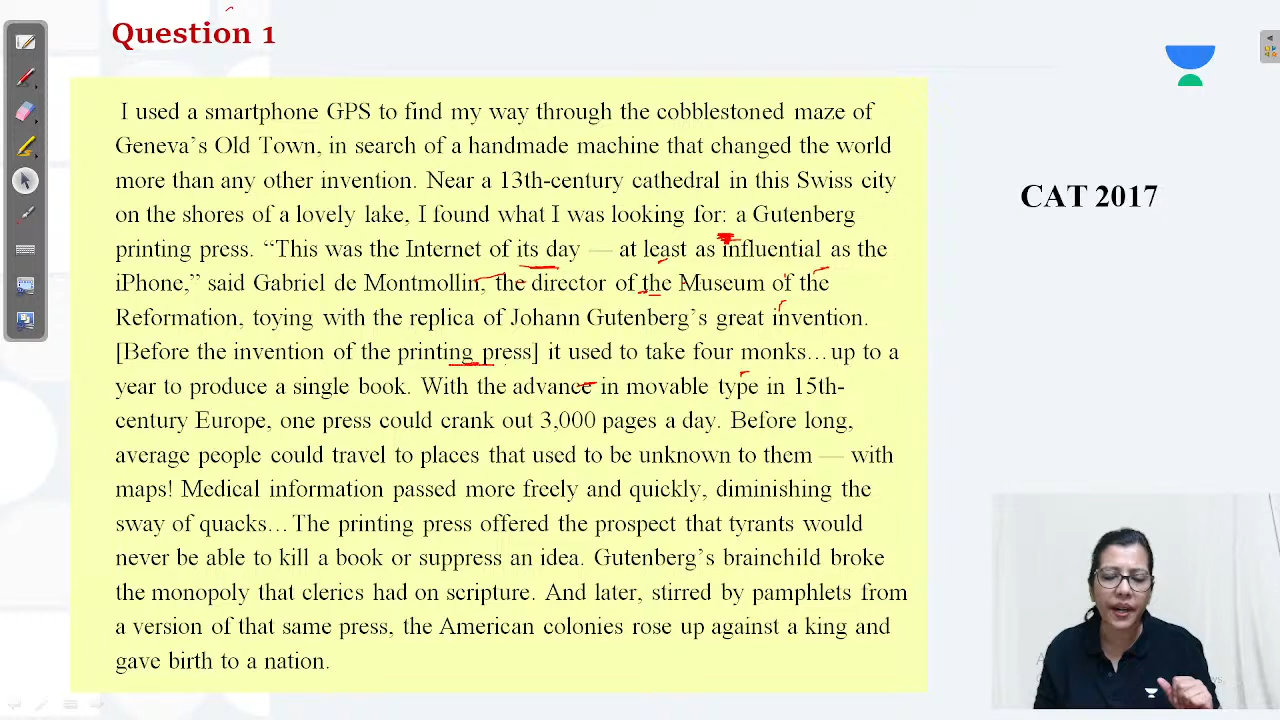 Question 1
I used a smartphone GPS to find my way through the cobblestoned maze of
Geneva's Old Town, in search of a handmade machine that changed the world
more than any other invention. Near a 13th-century cathedral in this Swiss city
on the shores of a lovely lake, I found what I was looking for: a Gutenberg
printing press. “This was the Internet of its day — at least as influential as the
iPhone,” said Gabriel de Montmollin, the director of the Museum of the
Reformation, toying with the replica of Johann Gutenberg's great invention.
[Before the invention of the printing press] it used to take four monks…up to a
year to produce a single book. With the advance in movable type in 15th-
century Europe, one press could crank out 3,000 pages a day. Before long,
average people could travel to places that used to be unknown to them — with
maps! Medical information passed more freely and quickly, diminishing the
sway of quacks…The printing press offered the prospect that tyrants would
never be able to kill a book or suppress an idea. Gutenberg's brainchild broke
the monopoly that clerics had on scripture. And later, stirred by pamphlets from
a version of that same press, the American colonies rose up against a king and
gave birth to a nation.
CAT 2017